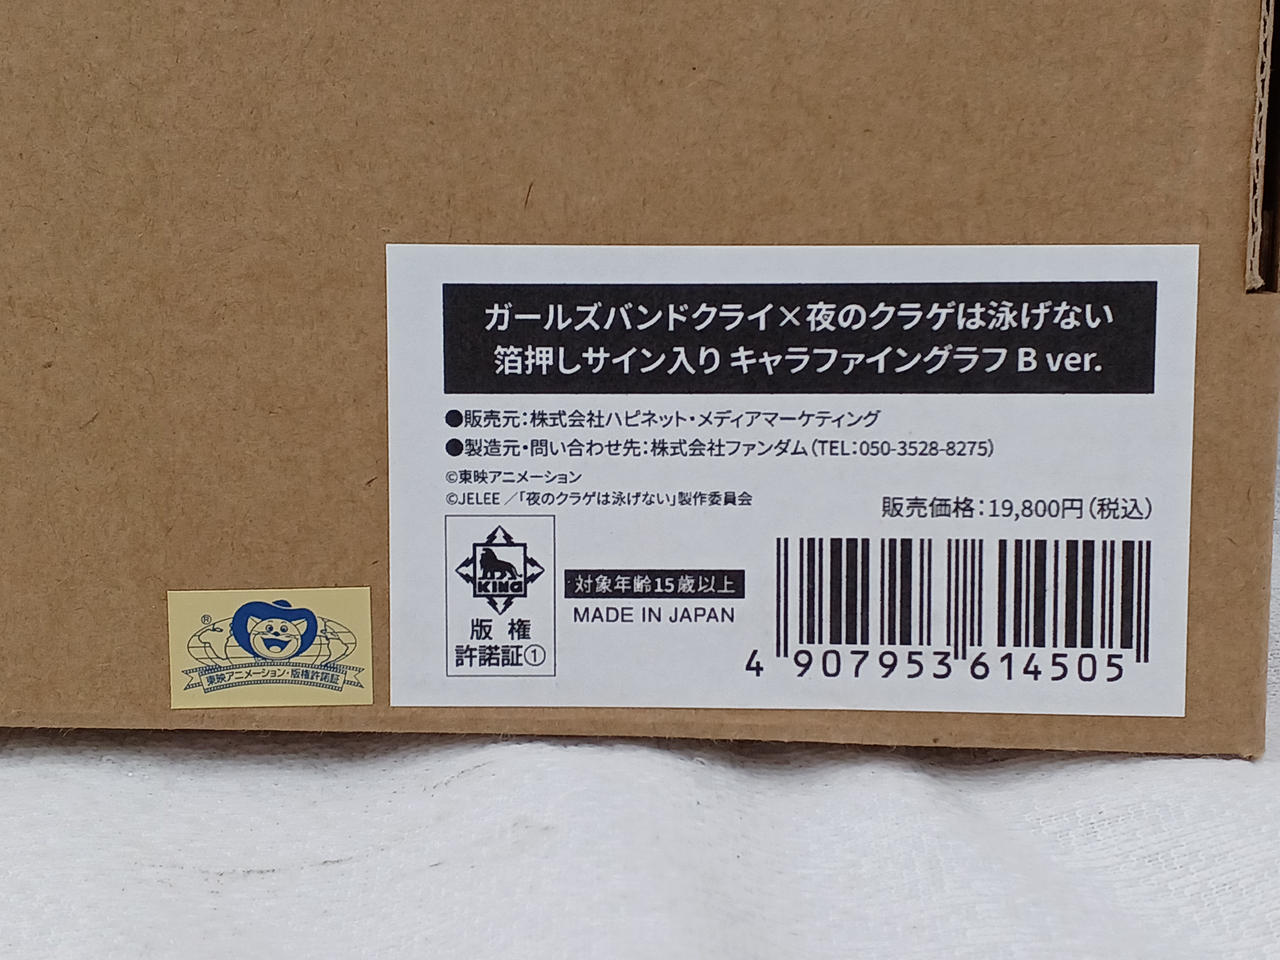 ガールズバンドクライ×夜のクラゲは泳げない
箔押しサイン入り キャラファイングラフ B ver.
●販売元：株式会社ハピネット・メディアマーケティング
●製造元・問い合わせ先：株式会社ファンダム（TEL：050-3528-8275）
©東映アニメーション
©JELEE／「夜のクラゲは泳げない」製作委員会
販売価格：19,800円（税込）
KING
版権
許諾証①
対象年齢15歳以上
MADE IN JAPAN
4 907953 614505
®
東映アニメーション・版権許諾証